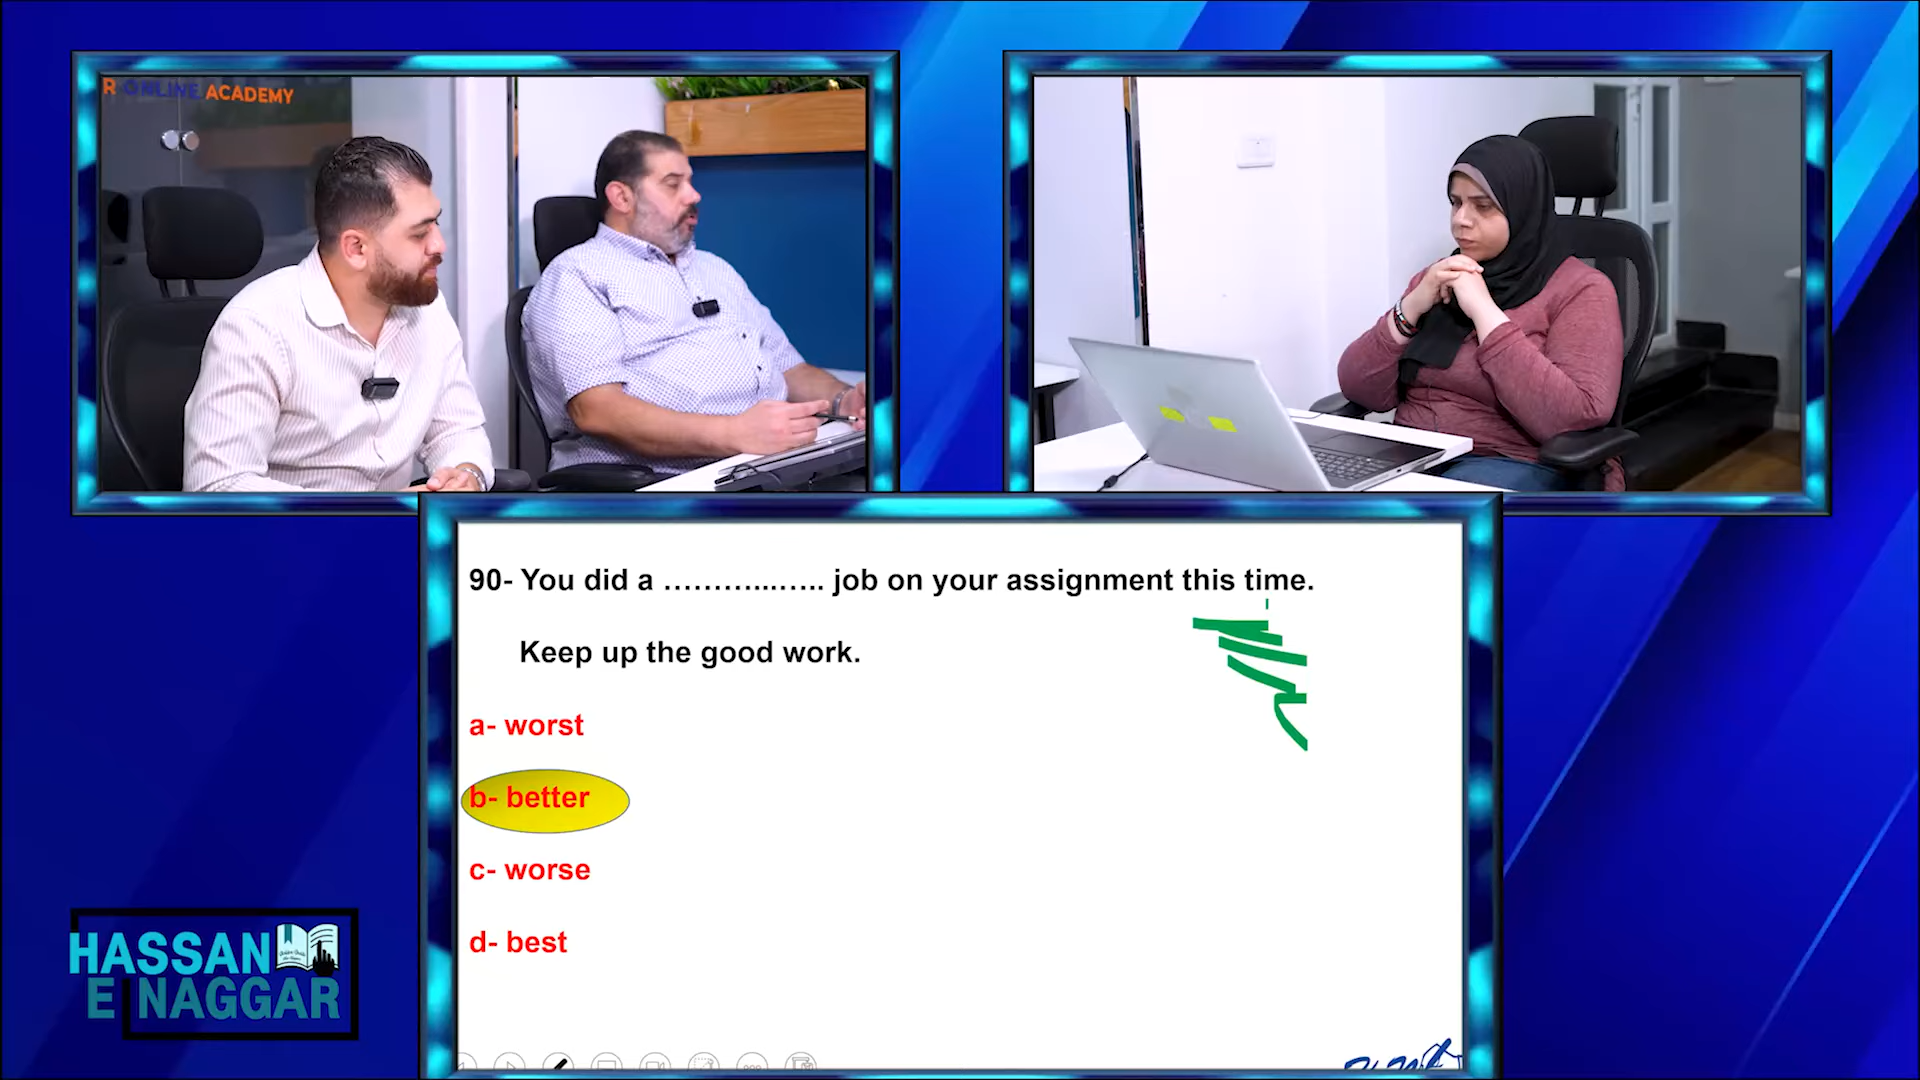 R ONLINE ACADEMY
90- You did a ………...….. job on your assignment this time.
Keep up the good work.
a- worst
b- better
c- worse
d- best
HASSAN
E NAGGAR